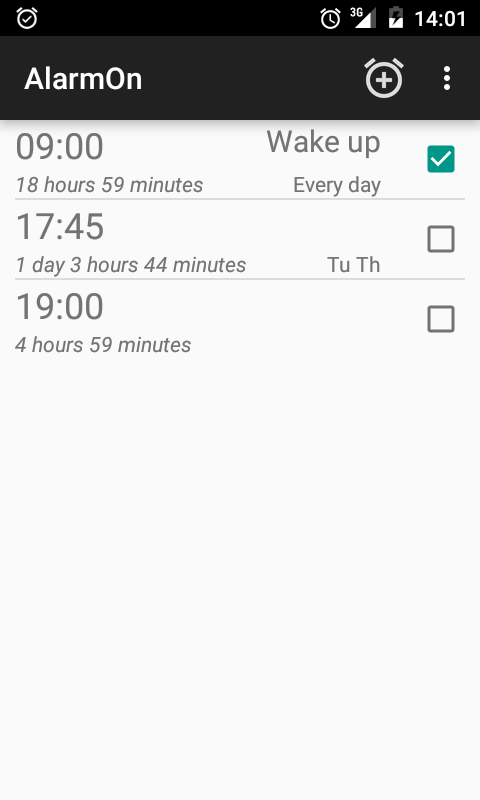 3G 14:01
AlarmOn
09:00 Wake up
18 hours 59 minutes Every day
17:45
1 day 3 hours 44 minutes Tu Th
19:00
4 hours 59 minutes